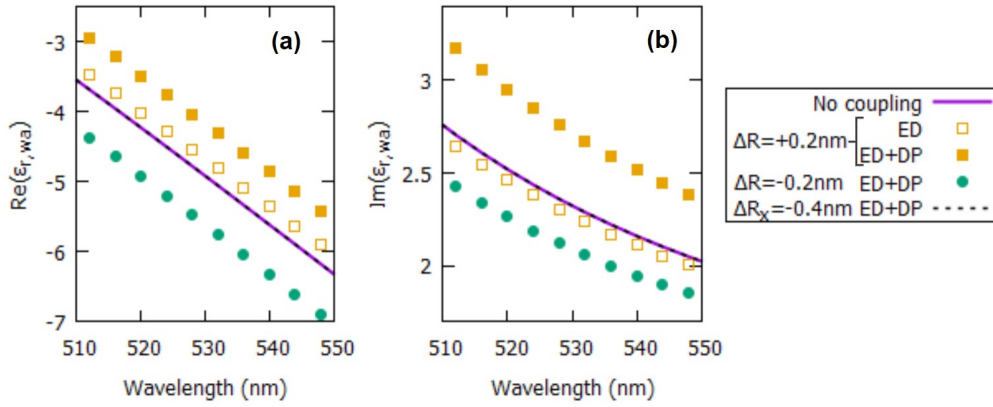 (a)
Re(εr,wa)
-3
-4
-5
-6
-7
510 520 530 540 550
Wavelength (nm)
(b)
Im(εr,wa)
3
2.5
2
510 520 530 540 550
Wavelength (nm)
No coupling
ΔR=+0.2nm ED
ED+DP
ΔR=-0.2nm ED+DP
ΔRx=-0.4nm ED+DP